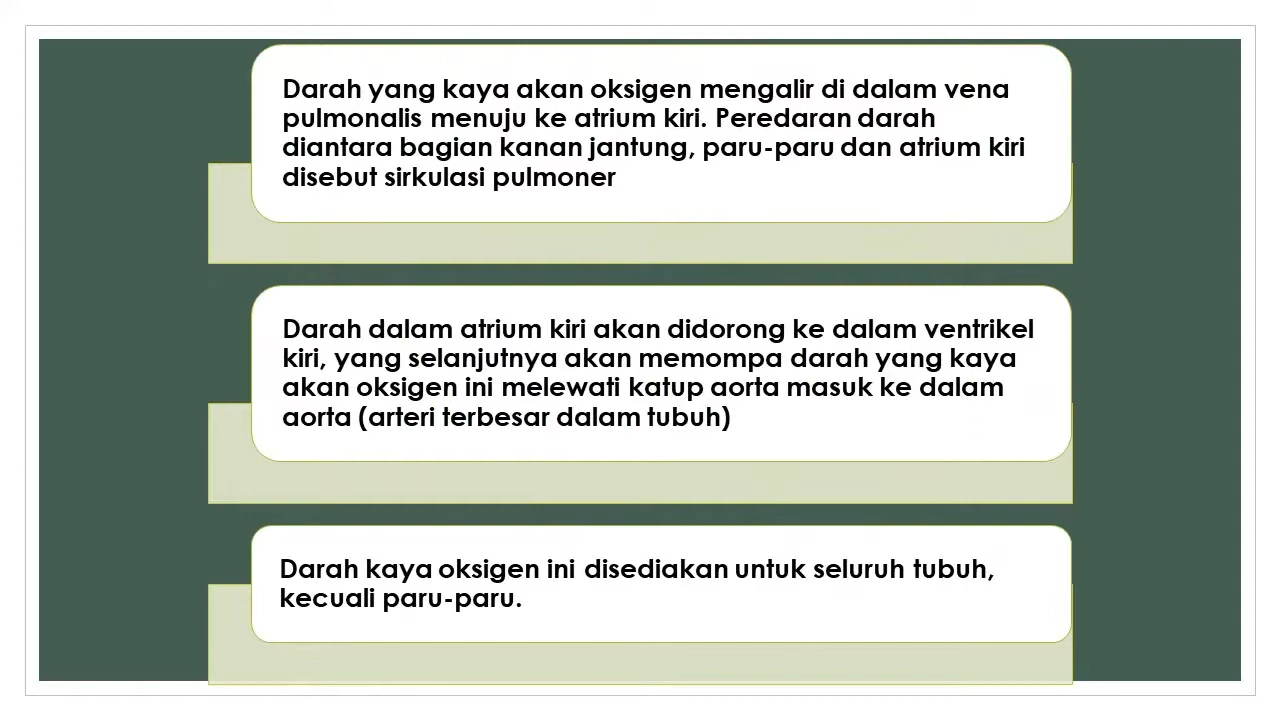 Darah yang kaya akan oksigen mengalir di dalam vena
pulmonalis menuju ke atrium kiri. Peredaran darah
diantara bagian kanan jantung, paru-paru dan atrium kiri
disebut sirkulasi pulmoner
Darah dalam atrium kiri akan didorong ke dalam ventrikel
kiri, yang selanjutnya akan memompa darah yang kaya
akan oksigen ini melewati katup aorta masuk ke dalam
aorta (arteri terbesar dalam tubuh)
Darah kaya oksigen ini disediakan untuk seluruh tubuh,
kecuali paru-paru.